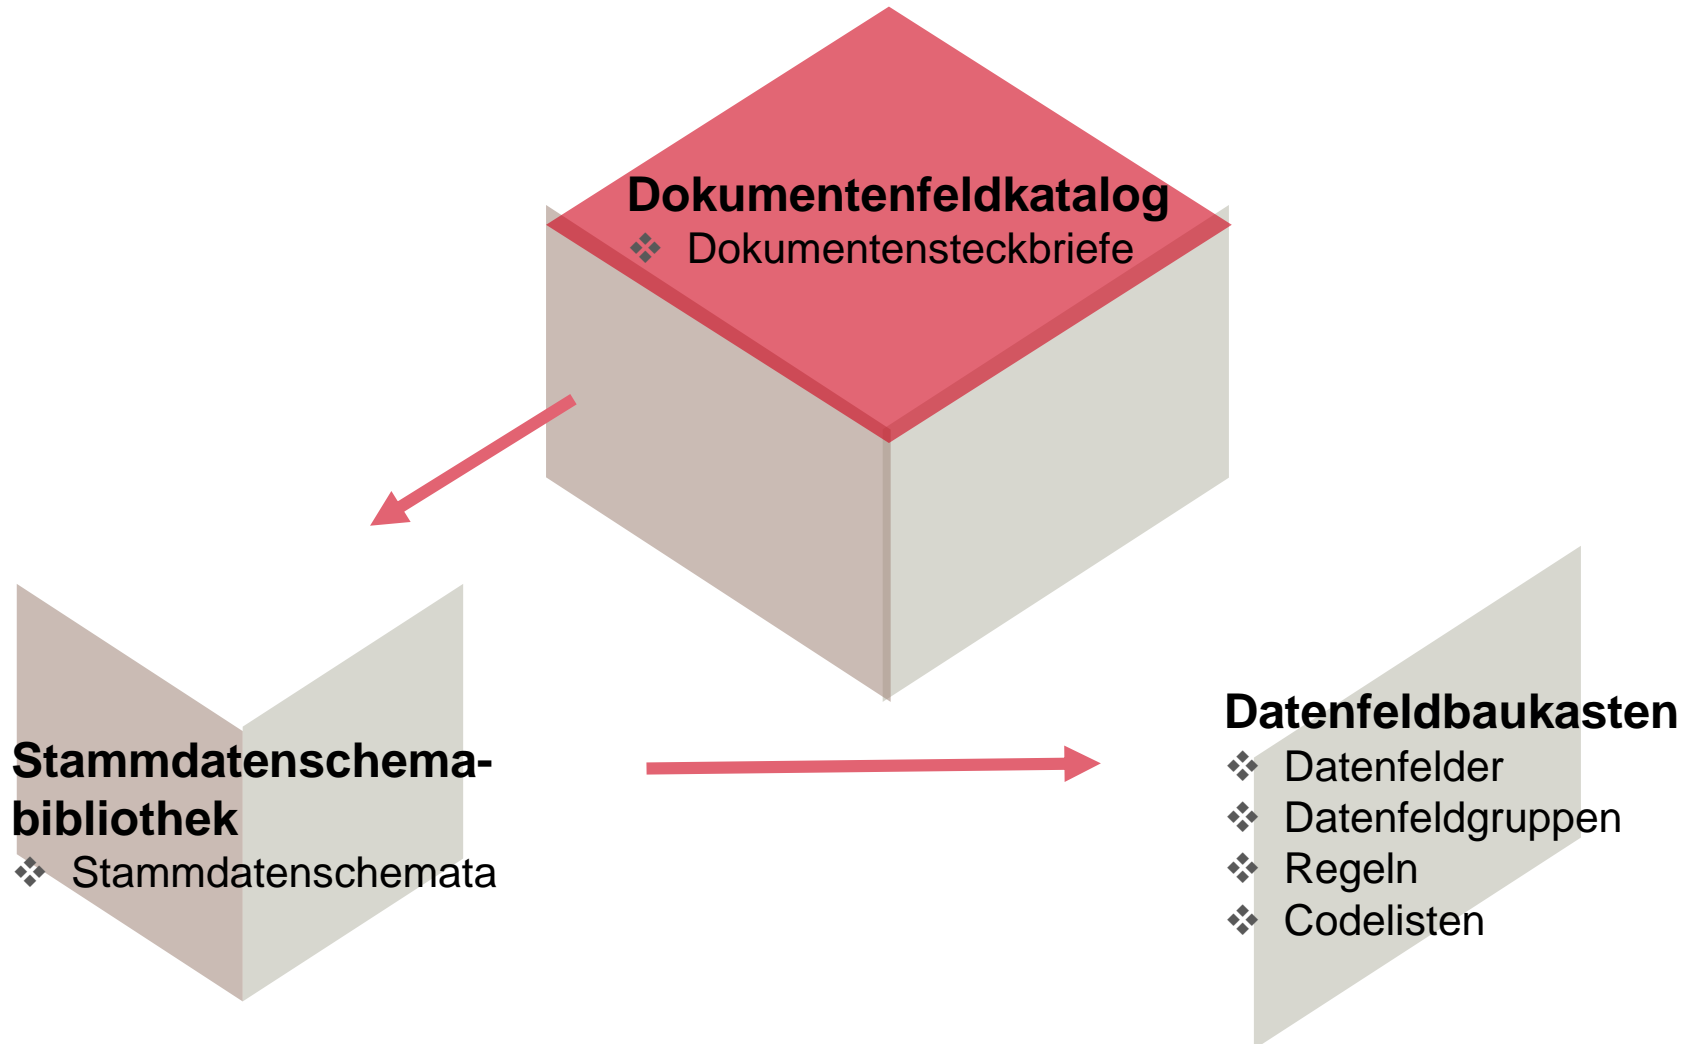 Dokumentenfeldkatalog
❖ Dokumentensteckbriefe
Stammdatenschema-
bibliothek
❖ Stammdatenschemata
Datenfeldbaukasten
❖ Datenfelder
❖ Datenfeldgruppen
❖ Regeln
❖ Codelisten